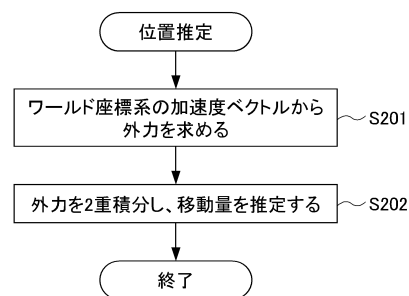 位置推定
ワールド座標系の加速度ベクトルから
外力を求める
S201
外力を2重積分し、移動量を推定する
S202
終了